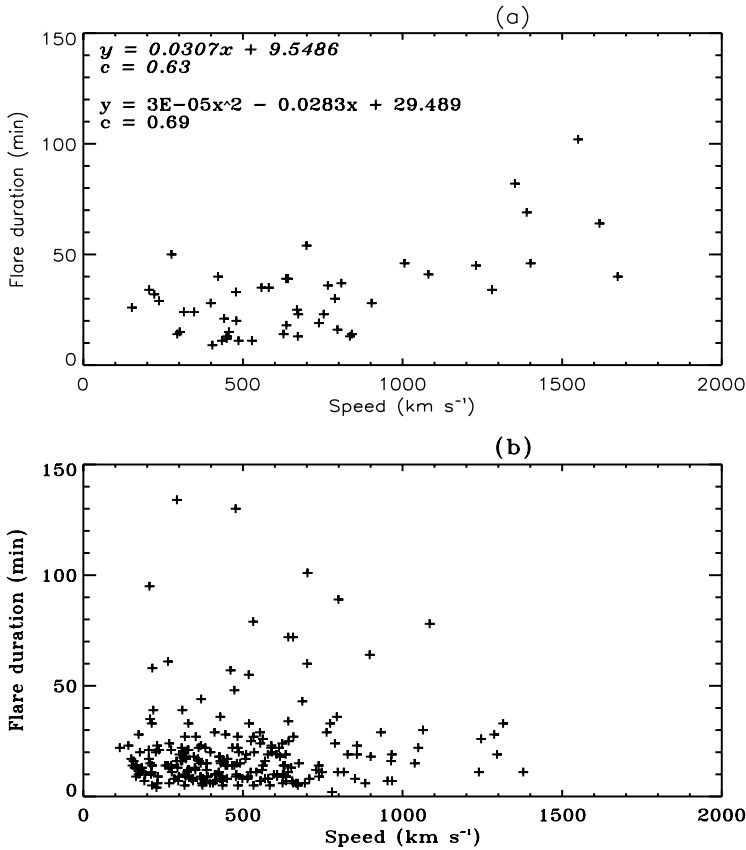 (a)
150
y = 0.0307x + 9.5486
c = 0.63
y = 3E-05x^2 - 0.0283x + 29.489
c = 0.69
100
50
0
Flare duration (min)
0 500 1000 1500 2000
Speed (km s⁻¹)
(b)
150
100
50
0
Flare duration (min)
0 500 1000 1500 2000
Speed (km s⁻¹)